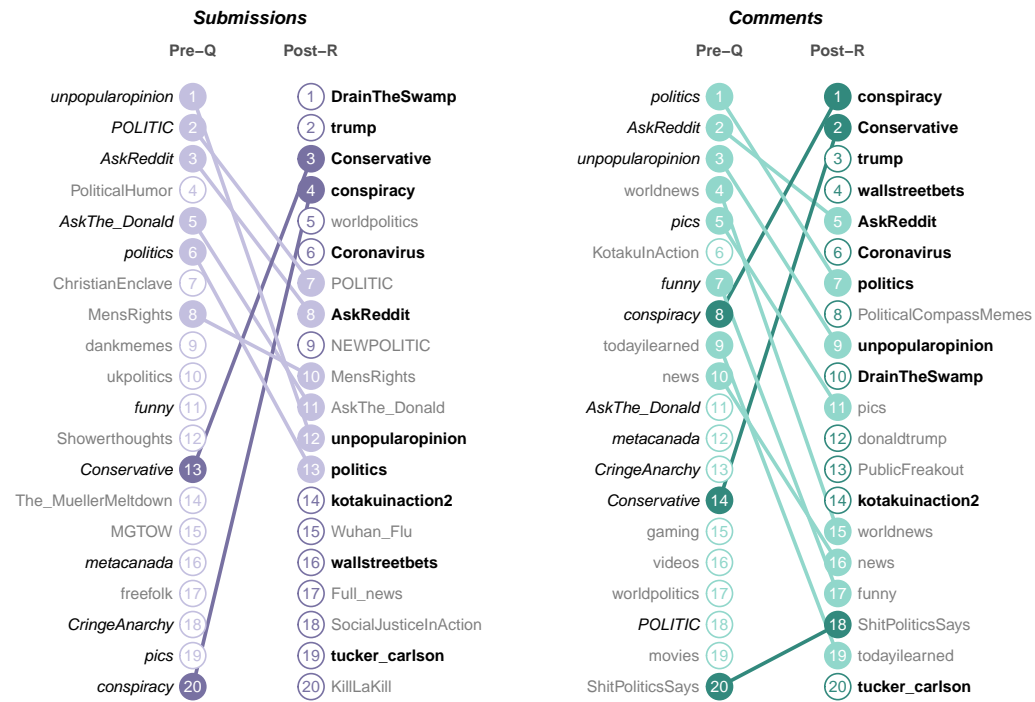 Submissions Comments
Pre–Q Post–R Pre–Q Post–R
unpopularopinion 1 1 DrainTheSwamp politics 1 1 conspiracy
POLITIC 2 2 trump AskReddit 2 2 Conservative
AskReddit 3 3 Conservative unpopularopinion 3 3 trump
PoliticalHumor 4 4 conspiracy worldnews 4 4 wallstreetbets
AskThe_Donald 5 5 worldpolitics pics 5 5 AskReddit
politics 6 6 Coronavirus KotakuInAction 6 6 Coronavirus
ChristianEnclave 7 7 POLITIC funny 7 7 politics
MensRights 8 8 AskReddit conspiracy 8 8 PoliticalCompassMemes
dankmemes 9 9 NEWPOLITIC todayilearned 9 9 unpopularopinion
ukpolitics 10 10 MensRights news 10 10 DrainTheSwamp
funny 11 11 AskThe_Donald AskThe_Donald 11 11 pics
Showerthoughts 12 12 unpopularopinion metacanada 12 12 donaldtrump
Conservative 13 13 politics CringeAnarchy 13 13 PublicFreakout
The_MuellerMeltdown 14 14 kotakuinaction2 Conservative 14 14 kotakuinaction2
MGTOW 15 15 Wuhan_Flu gaming 15 15 worldnews
metacanada 16 16 wallstreetbets videos 16 16 news
freefolk 17 17 Full_news worldpolitics 17 17 funny
CringeAnarchy 18 18 SocialJusticeInAction POLITIC 18 18 ShitPoliticsSays
pics 19 19 tucker_carlson movies 19 19 todayilearned
conspiracy 20 20 KillLaKill ShitPoliticsSays 20 20 tucker_carlson